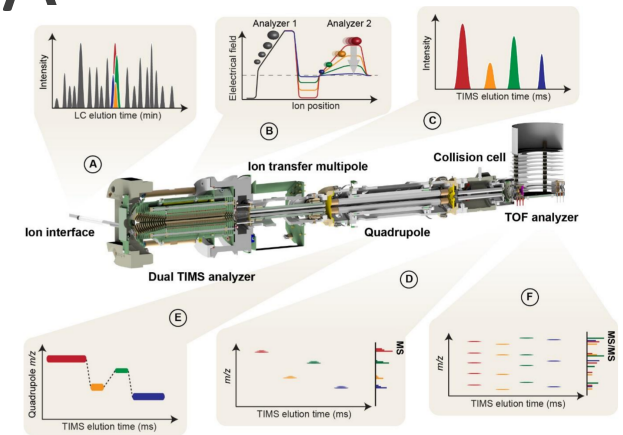 Intensity
LC elution time (min)
Analyzer 1
Analyzer 2
Elelectrical field
Ion position
Intensity
TIMS elution time (ms)
A
B
C
Ion interface
Dual TIMS analyzer
Ion transfer multipole
Quadrupole
Collision cell
TOF analyzer
D
E
F
Quadrupole m/z
TIMS elution time (ms)
m/z
TIMS elution time (ms)
MS
m/z
TIMS elution time (ms)
MS/MS